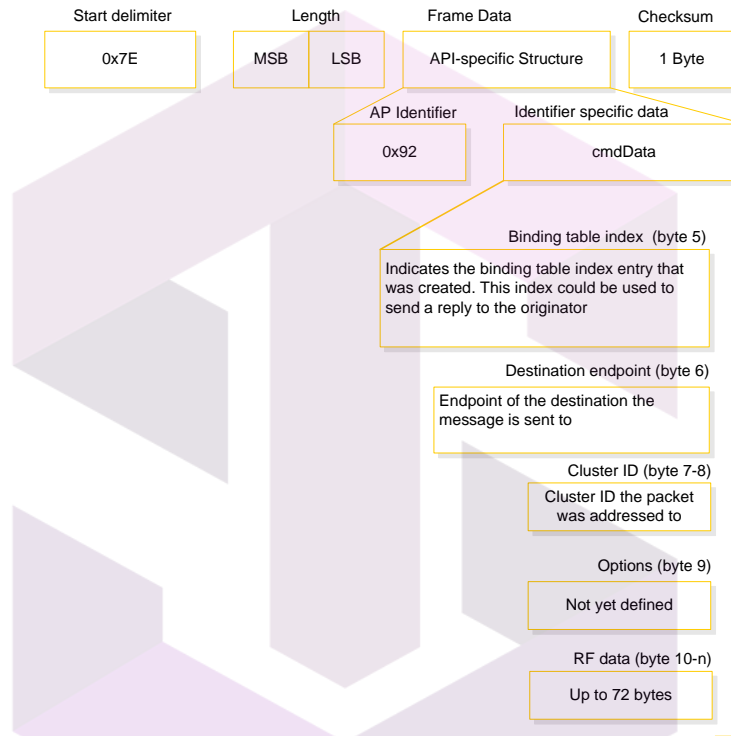 Start delimiter Length Frame Data Checksum
0x7E MSB LSB API-specific Structure 1 Byte
AP Identifier Identifier specific data
0x92 cmdData
Binding table index (byte 5)
Indicates the binding table index entry that
was created. This index could be used to
send a reply to the originator
Destination endpoint (byte 6)
Endpoint of the destination the
message is sent to
Cluster ID (byte 7-8)
Cluster ID the packet
was addressed to
Options (byte 9)
Not yet defined
RF data (byte 10-n)
Up to 72 bytes